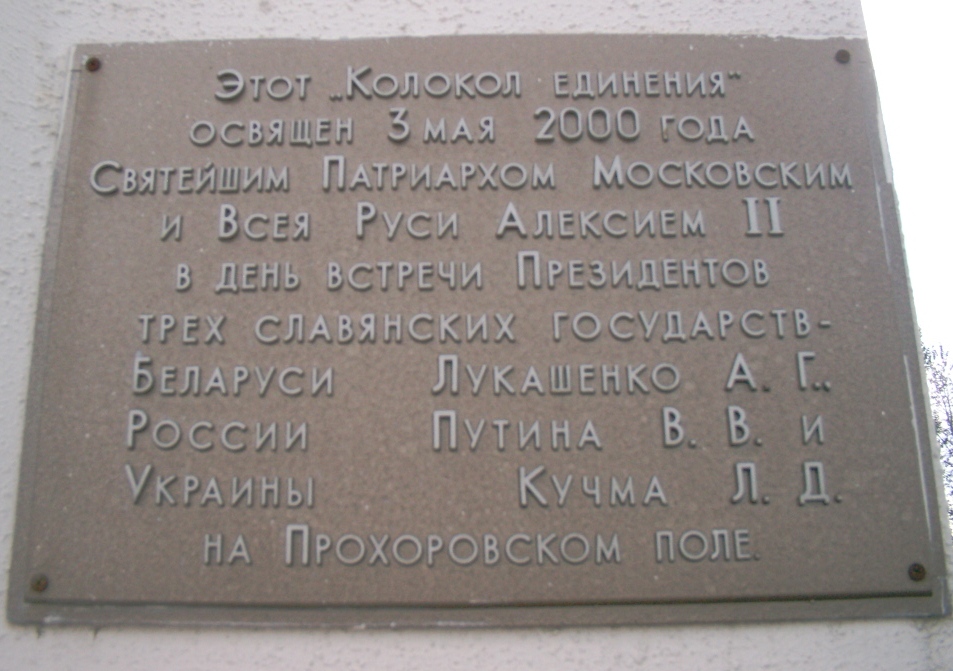 Этот „Колокол единения“
освящен 3 мая 2000 года
Святейшим Патриархом Московским
и Всея Руси Алексием II
в день встречи Президентов
трех славянских государств-
Беларуси Лукашенко А. Г.,
России Путина В. В. и
Украины Кучма Л. Д.
на Прохоровском поле.